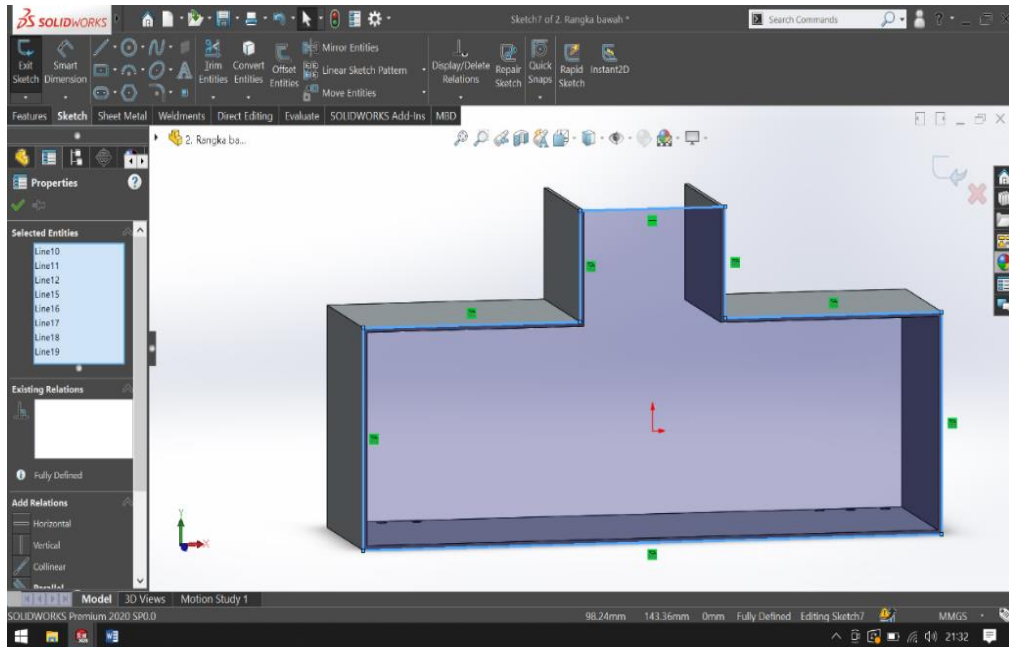 SOLIDWORKS
Sketch7 of 2. Rangka bawah *
Search Commands
Exit Sketch
Smart Dimension
Trim Entities
Convert Entities
Offset Entities
Mirror Entities
Linear Sketch Pattern
Move Entities
Display/Delete Relations
Repair Sketch
Quick Snaps
Rapid Sketch
Instant2D
Features Sketch Sheet Metal Weldments Direct Editing Evaluate SOLIDWORKS Add-Ins MBD
2. Rangka ba...
Properties
Selected Entities
Line10
Line11
Line12
Line15
Line16
Line17
Line18
Line19
Existing Relations
Fully Defined
Add Relations
Horizontal
Vertical
Collinear
Parallel
Y
X
Model 3D Views Motion Study 1
SOLIDWORKS Premium 2020 SP0.0
98.24mm 143.36mm 0mm Fully Defined Editing Sketch7 MMGS
21:32